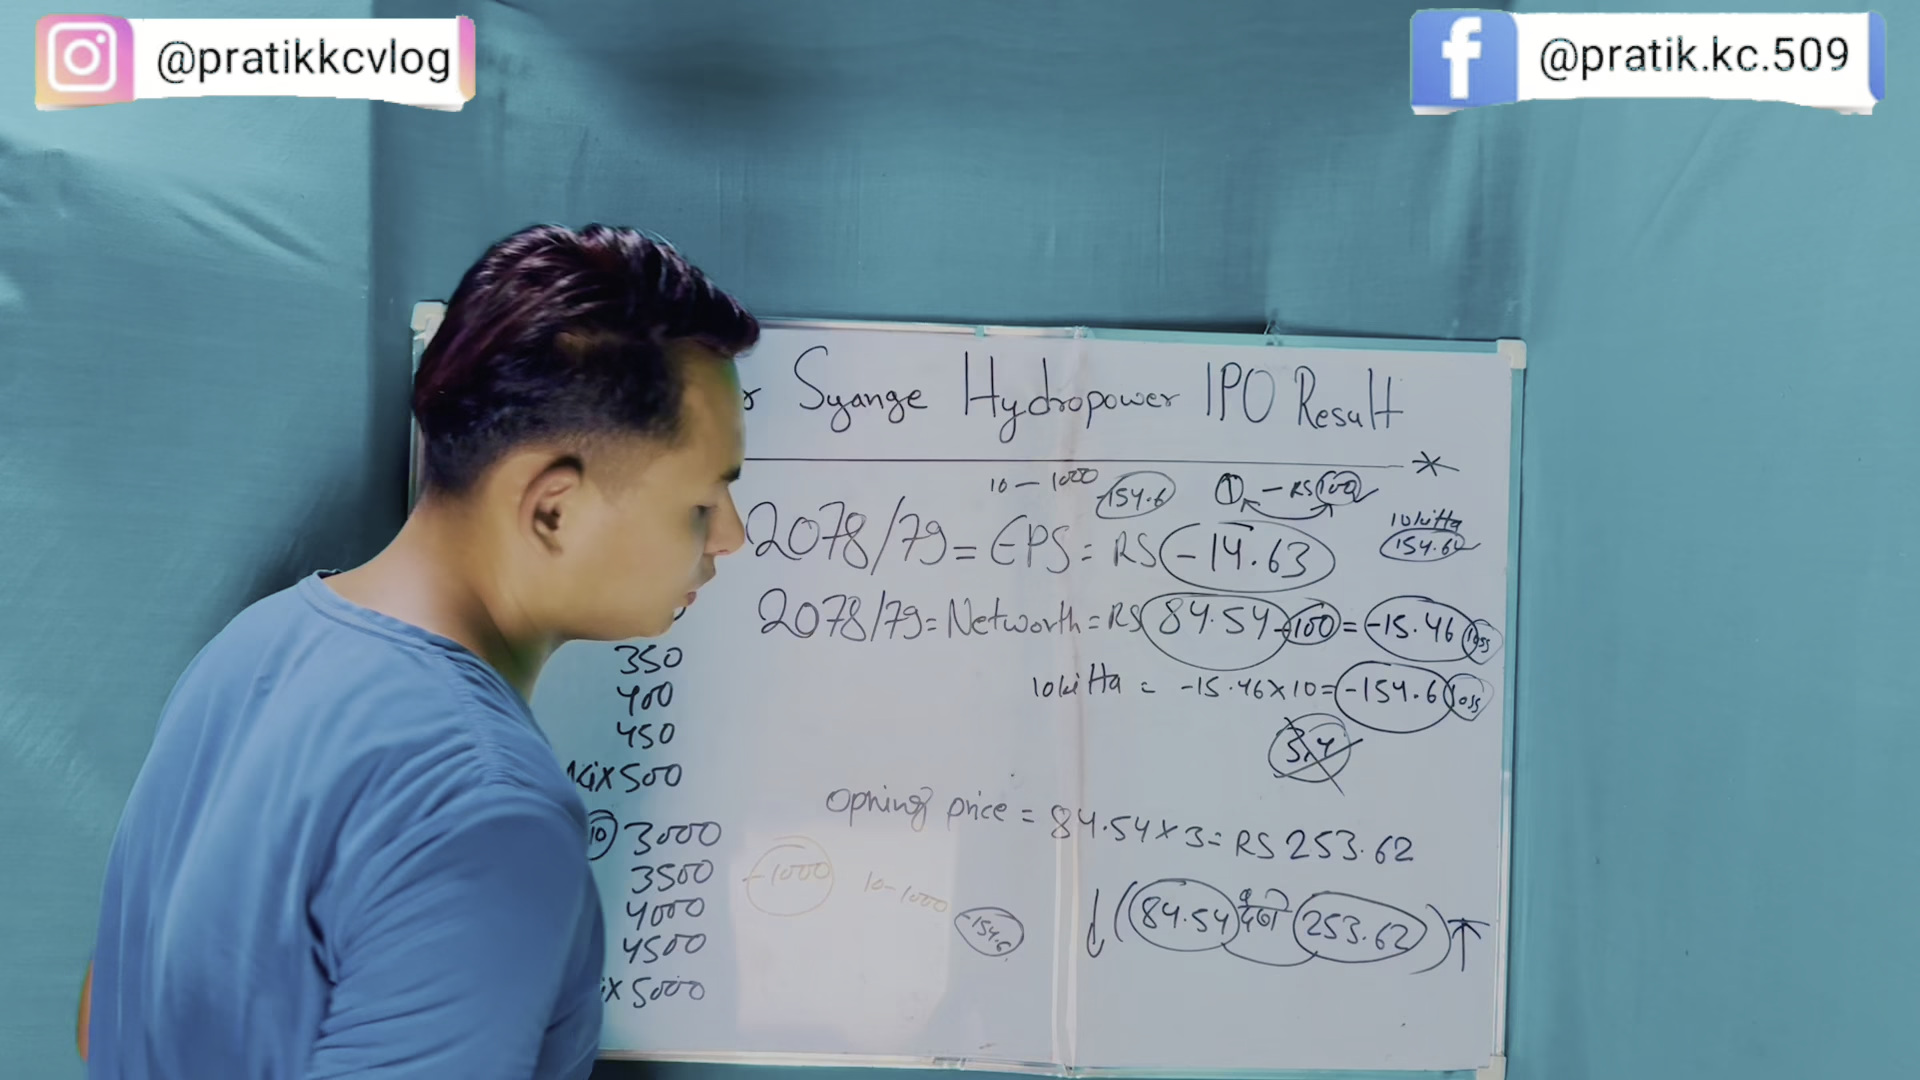 @pratikkcvlog
@pratik.kc.509
Syange Hydropower IPO Result
10 - 1000 -154.6 1 - RS 100
2078/79 = EPS = RS -14.63
10 kitta
154.6
2078/79 = Networth = RS 84.54 - 100 = -15.46 loss
10 kitta = -15.46 x 10 = -154.6 loss
350
400
450
x 500
opning price = 84.54 x 3 = RS 253.62
10 3000
3500 -1000 10 - 1000
4000 -154.6 84.54 देखी 253.62
4500
x 5000